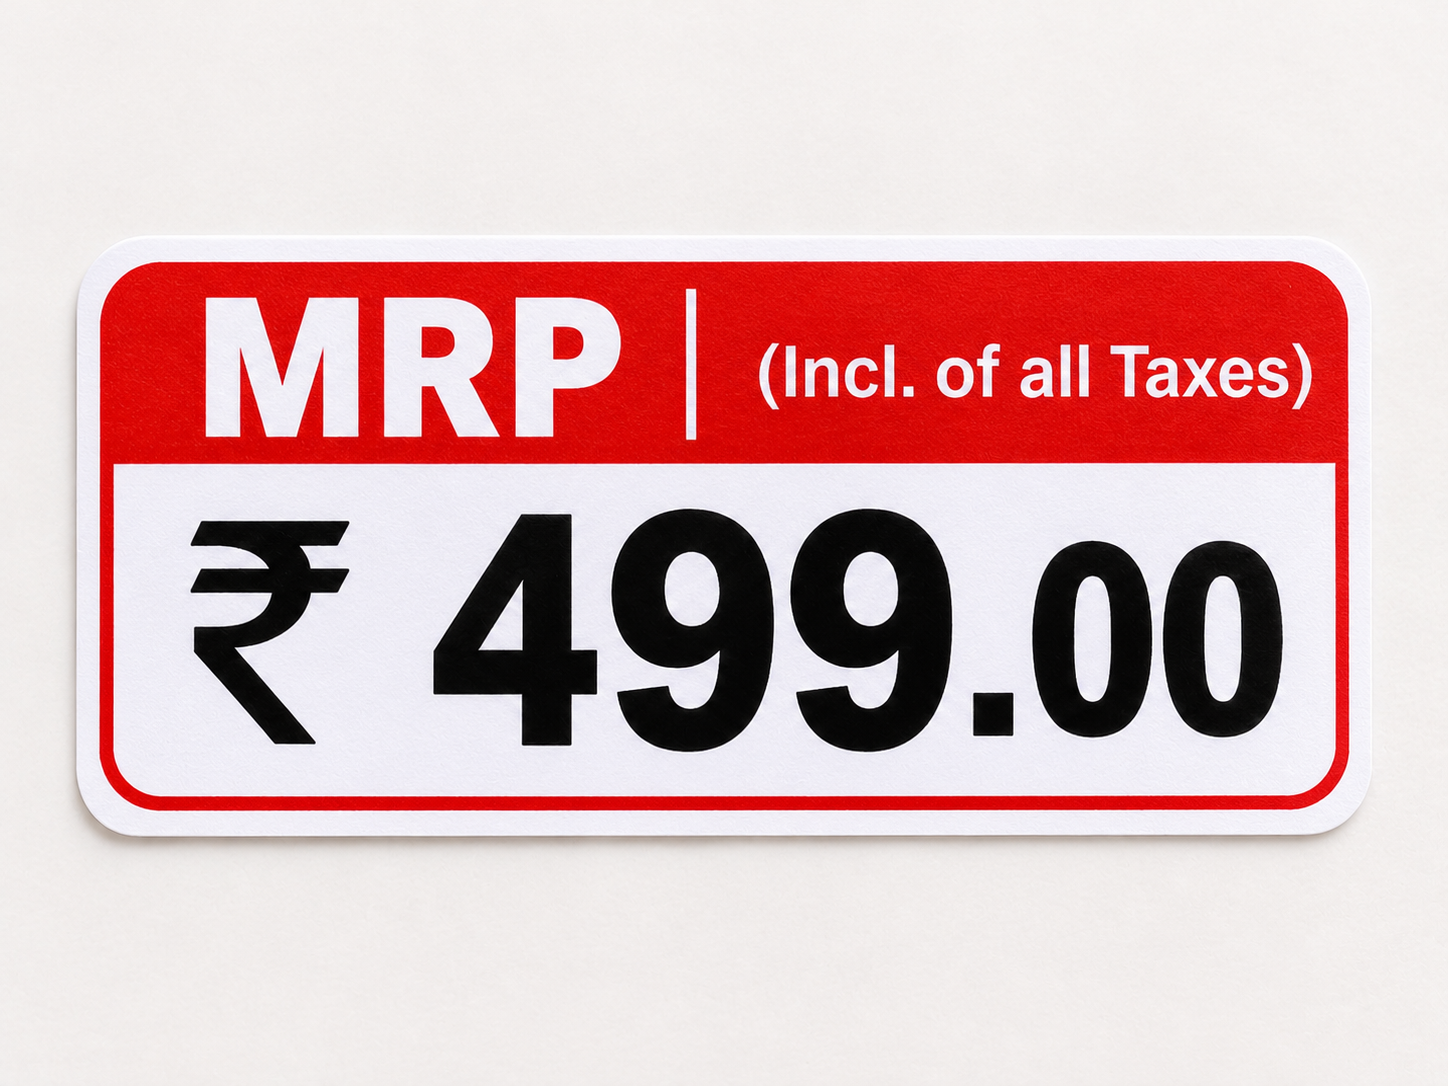 MRP | (Incl. of all Taxes)
₹ 499.00